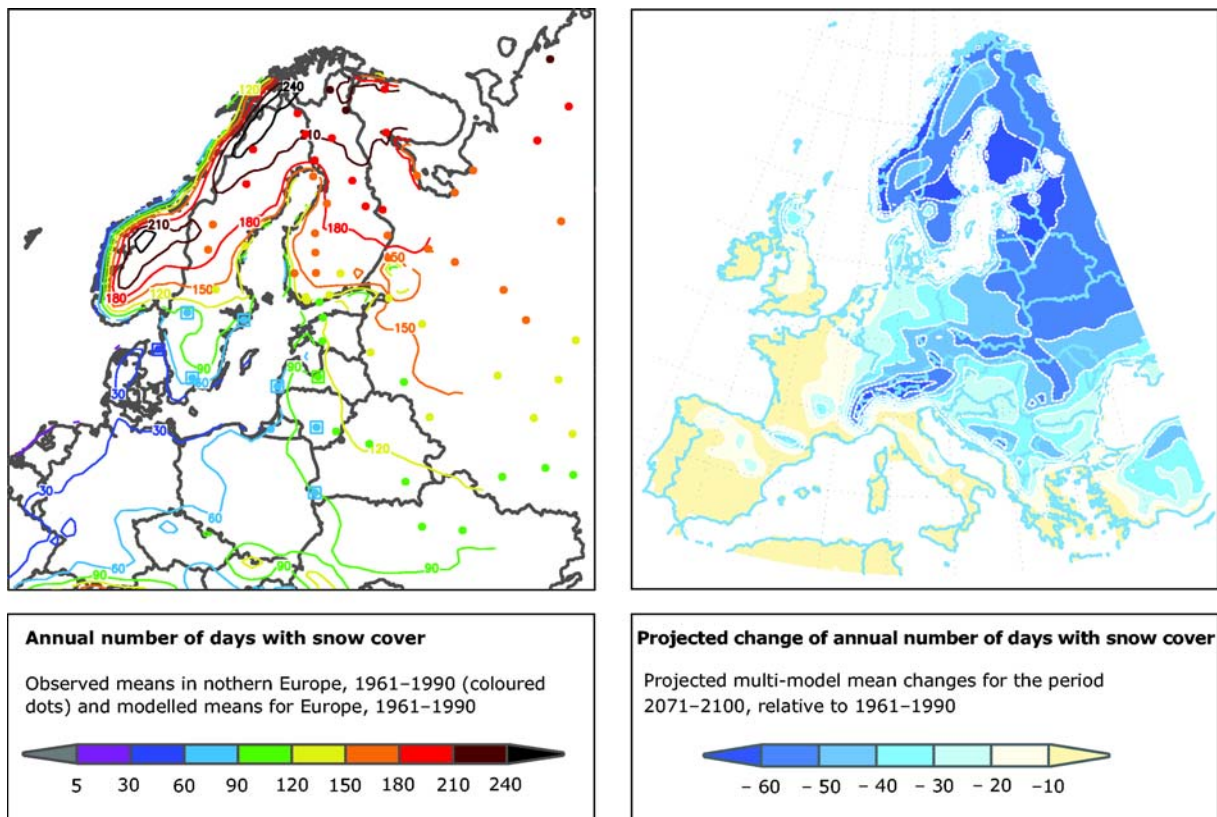 120
240
210
210
180
180
180
150
120
150
150
90
60
30
30
120
30
60
60
90
90
Annual number of days with snow cover
Observed means in nothern Europe, 1961–1990 (coloured
dots) and modelled means for Europe, 1961–1990
5 30 60 90 120 150 180 210 240
Projected change of annual number of days with snow cover
Projected multi-model mean changes for the period
2071–2100, relative to 1961–1990
– 60 – 50 – 40 – 30 – 20 –10